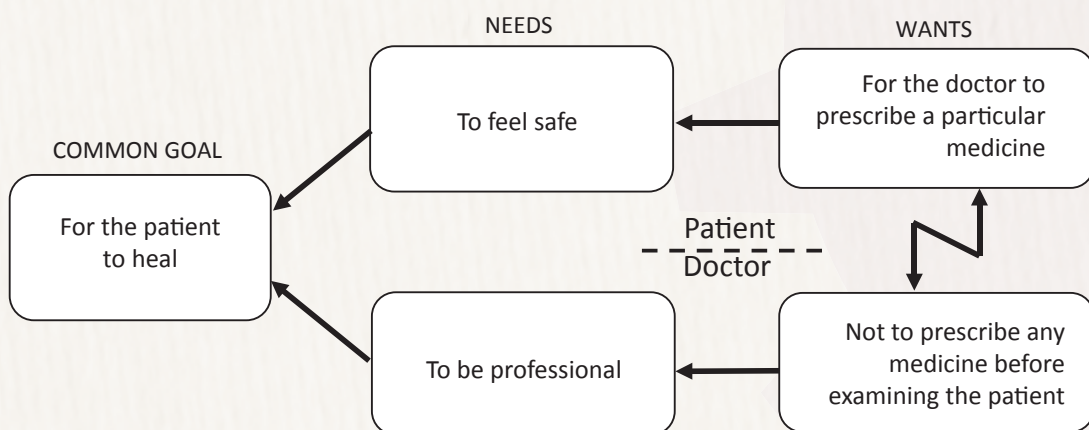 NEEDS
WANTS
To feel safe
For the doctor to
prescribe a particular
medicine
COMMON GOAL
For the patient
to heal
Patient
Doctor
To be professional
Not to prescribe any
medicine before
examining the patient